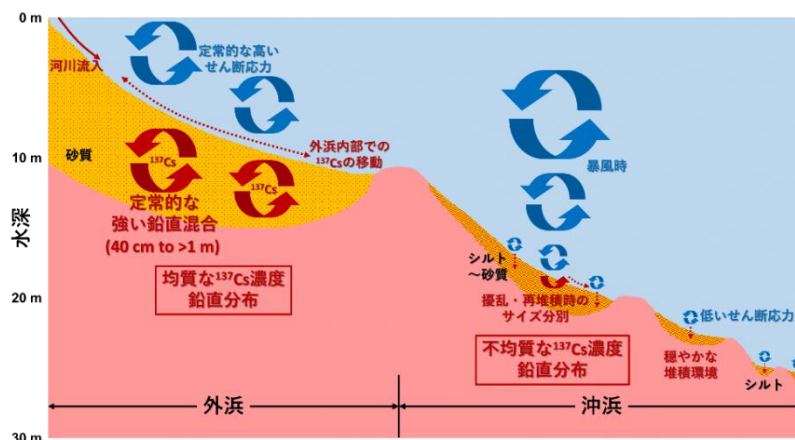 0 m
河川流入
定常的な高い
せん断応力
外浜内部での
¹³⁷Csの移動
暴風時
10 m
砂質
¹³⁷Cs
¹³⁷Cs
定常的な
強い鉛直混合
(40 cm to >1 m)
均質な¹³⁷Cs濃度
鉛直分布
水深
シルト
～砂質
20 m
擾乱・再堆積時の
サイズ分別
不均質な¹³⁷Cs濃度
鉛直分布
低いせん断応力
穏やかな
堆積環境
シルト
外浜
沖浜
30 m